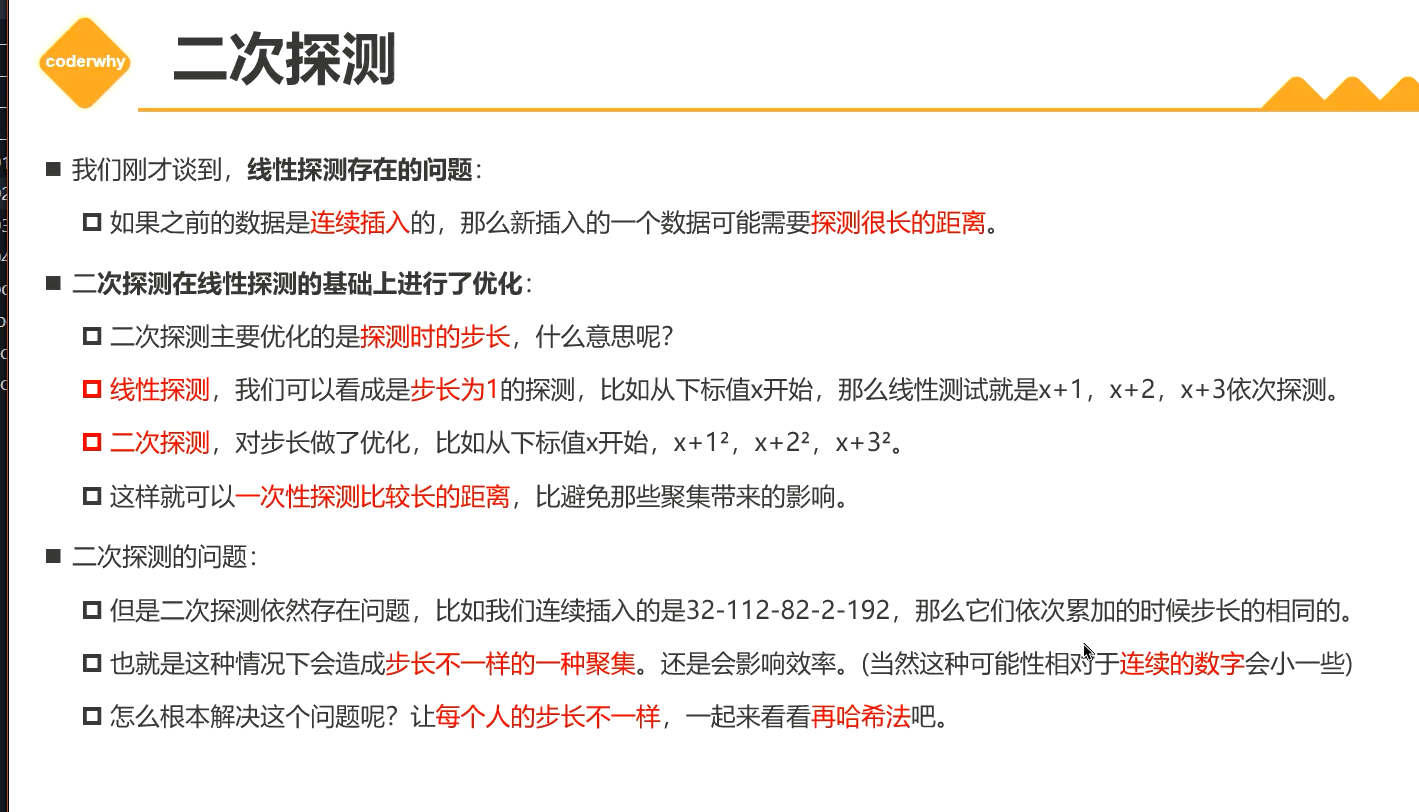 coderwhy
二次探测
我们刚才谈到，线性探测存在的问题：
如果之前的数据是连续插入的，那么新插入的一个数据可能需要探测很长的距离。
二次探测在线性探测的基础上进行了优化：
二次探测主要优化的是探测时的步长，什么意思呢？
线性探测，我们可以看成是步长为1的探测，比如从下标值x开始，那么线性测试就是x+1，x+2，x+3依次探测。
二次探测，对步长做了优化，比如从下标值x开始，x+1²，x+2²，x+3²。
这样就可以一次性探测比较长的距离，比避免那些聚集带来的影响。
二次探测的问题：
但是二次探测依然存在问题，比如我们连续插入的是32-112-82-2-192，那么它们依次累加的时候步长的相同的。
也就是这种情况下会造成步长不一样的一种聚集。还是会影响效率。(当然这种可能性相对于连续的数字会小一些)
怎么根本解决这个问题呢？让每个人的步长不一样，一起来看看再哈希法吧。